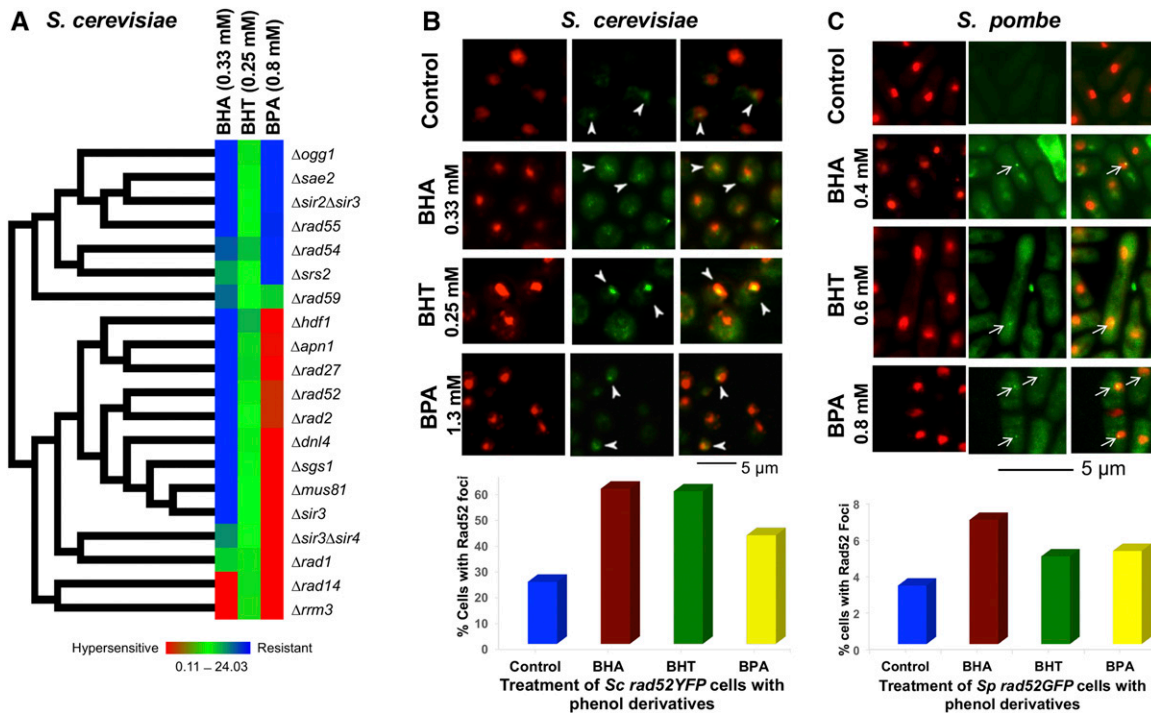 A S. cerevisiae
BHA (0.33 mM)
BHT (0.25 mM)
BPA (0.8 mM)
Δogg1
Δsae2
Δsir2Δsir3
Δrad55
Δrad54
Δsrs2
Δrad59
Δhdf1
Δapn1
Δrad27
Δrad52
Δrad2
Δdnl4
Δsgs1
Δmus81
Δsir3
Δsir3Δsir4
Δrad1
Δrad14
Δrrm3
Hypersensitive Resistant
0.11 – 24.03
B S. cerevisiae
Control
BHA
0.33 mM
BHT
0.25 mM
BPA
1.3 mM
5 µm
% Cells with Rad52 foci
60
50
40
30
20
10
0
Control BHA BHT BPA
Treatment of Sc rad52YFP cells with
phenol derivatives
C S. pombe
Control
BHA
0.4 mM
BHT
0.6 mM
BPA
0.8 mM
5 µm
% cells with Rad52 Foci
8
6
4
2
0
Control BHA BHT BPA
Treatment of Sp rad52GFP cells with
phenol derivatives